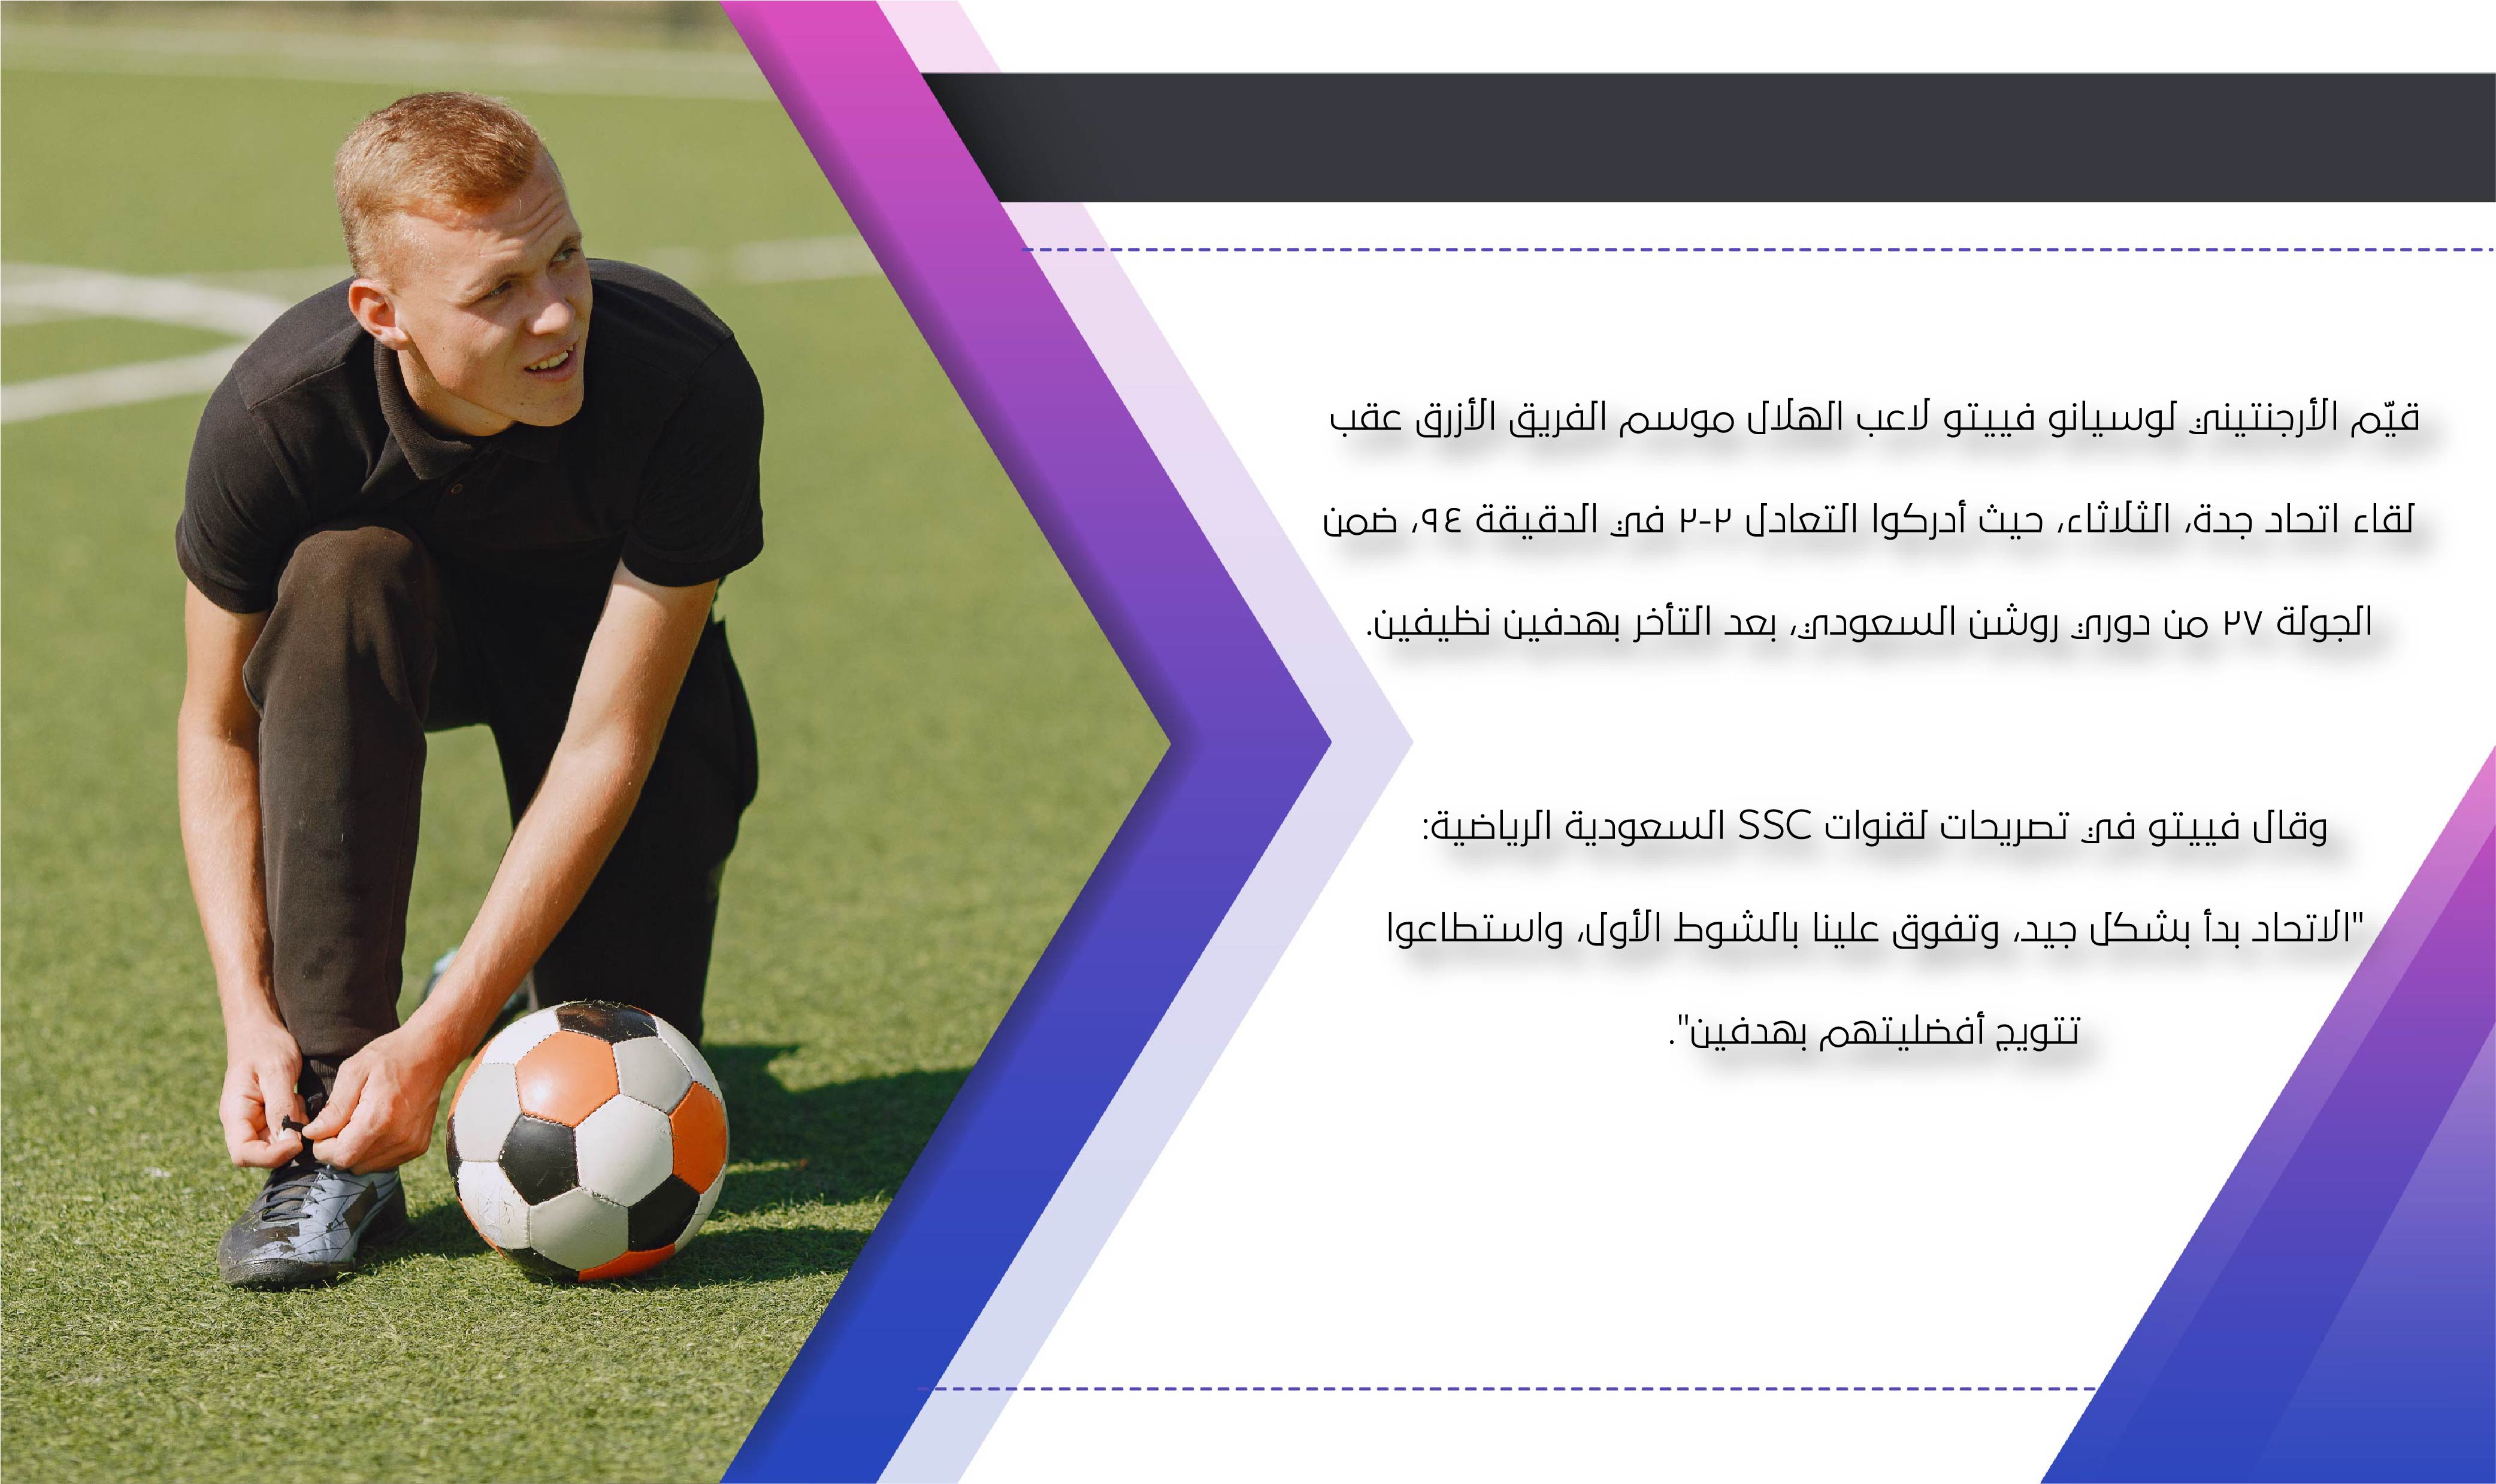 قيّم الأرجنتيني لوسيانو فييتو لاعب الهلال موسم الفريق الأزرق عقب
لقاء اتحاد جدة، الثلاثاء، حيث أدركوا التعادل ٢-٢ في الدقيقة ٩٤، ضمن
الجولة ٢٧ من دوري روشن السعودي، بعد التأخر بهدفين نظيفين.
وقال فييتو في تصريحات لقنوات SSC السعودية الرياضية:
"الاتحاد بدأ بشكل جيد، وتفوق علينا بالشوط الأول، واستطاعوا
تتويج أفضليتهم بهدفين".